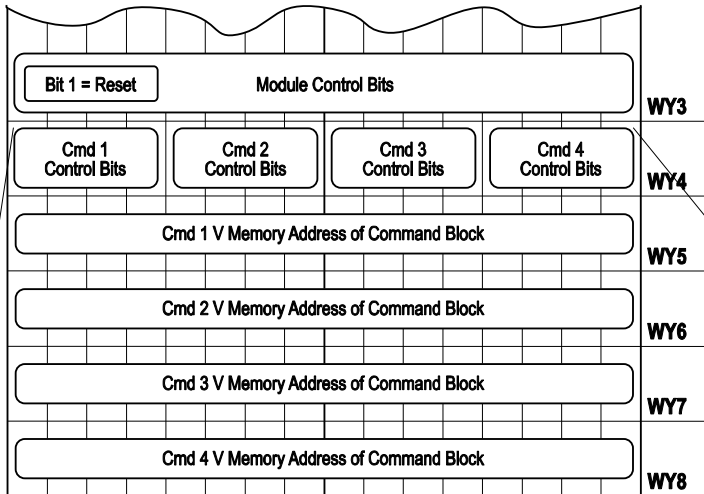 Bit 1 = Reset
Module Control Bits
WY3
Cmd 1
Control Bits
Cmd 2
Control Bits
Cmd 3
Control Bits
Cmd 4
Control Bits
WY4
Cmd 1 V Memory Address of Command Block
WY5
Cmd 2 V Memory Address of Command Block
WY6
Cmd 3 V Memory Address of Command Block
WY7
Cmd 4 V Memory Address of Command Block
WY8